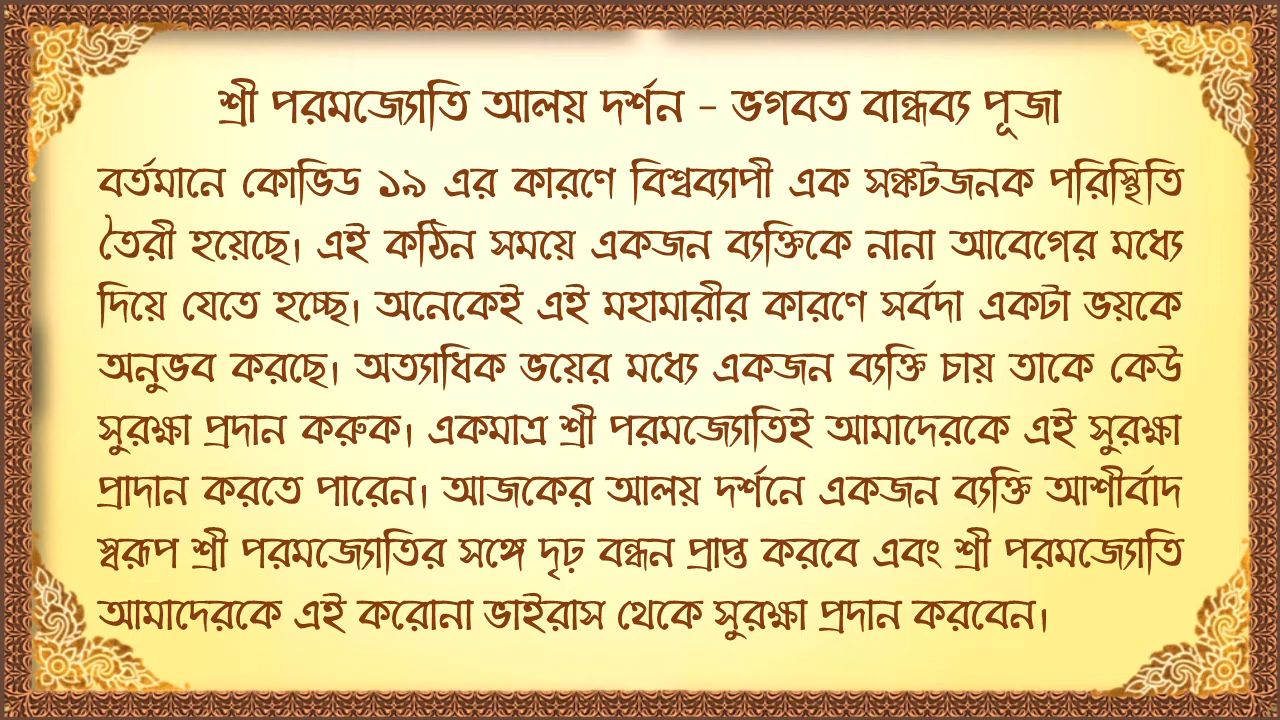 শ্রী পরমজ্যোতি আলয় দর্শন - ভগবত বান্ধব্য পূজা
বর্তমানে কোভিড ১৯ এর কারণে বিশ্বব্যাপী এক সঙ্কটজনক পরিস্থিতি
তৈরী হয়েছে। এই কঠিন সময়ে একজন ব্যক্তিকে নানা আবেগের মধ্যে
দিয়ে যেতে হচ্ছে। অনেকেই এই মহামারীর কারণে সর্বদা একটা ভয়কে
অনুভব করছে। অত্যাধিক ভয়ের মধ্যে একজন ব্যক্তি চায় তাকে কেউ
সুরক্ষা প্রদান করুক। একমাত্র শ্রী পরমজ্যোতিই আমাদেরকে এই সুরক্ষা
প্রাদান করতে পারেন। আজকের আলয় দর্শনে একজন ব্যক্তি আশীর্বাদ
স্বরূপ শ্রী পরমজ্যোতির সঙ্গে দৃঢ় বন্ধন প্রাপ্ত করবে এবং শ্রী পরমজ্যোতি
আমাদেরকে এই করোনা ভাইরাস থেকে সুরক্ষা প্রদান করবেন।